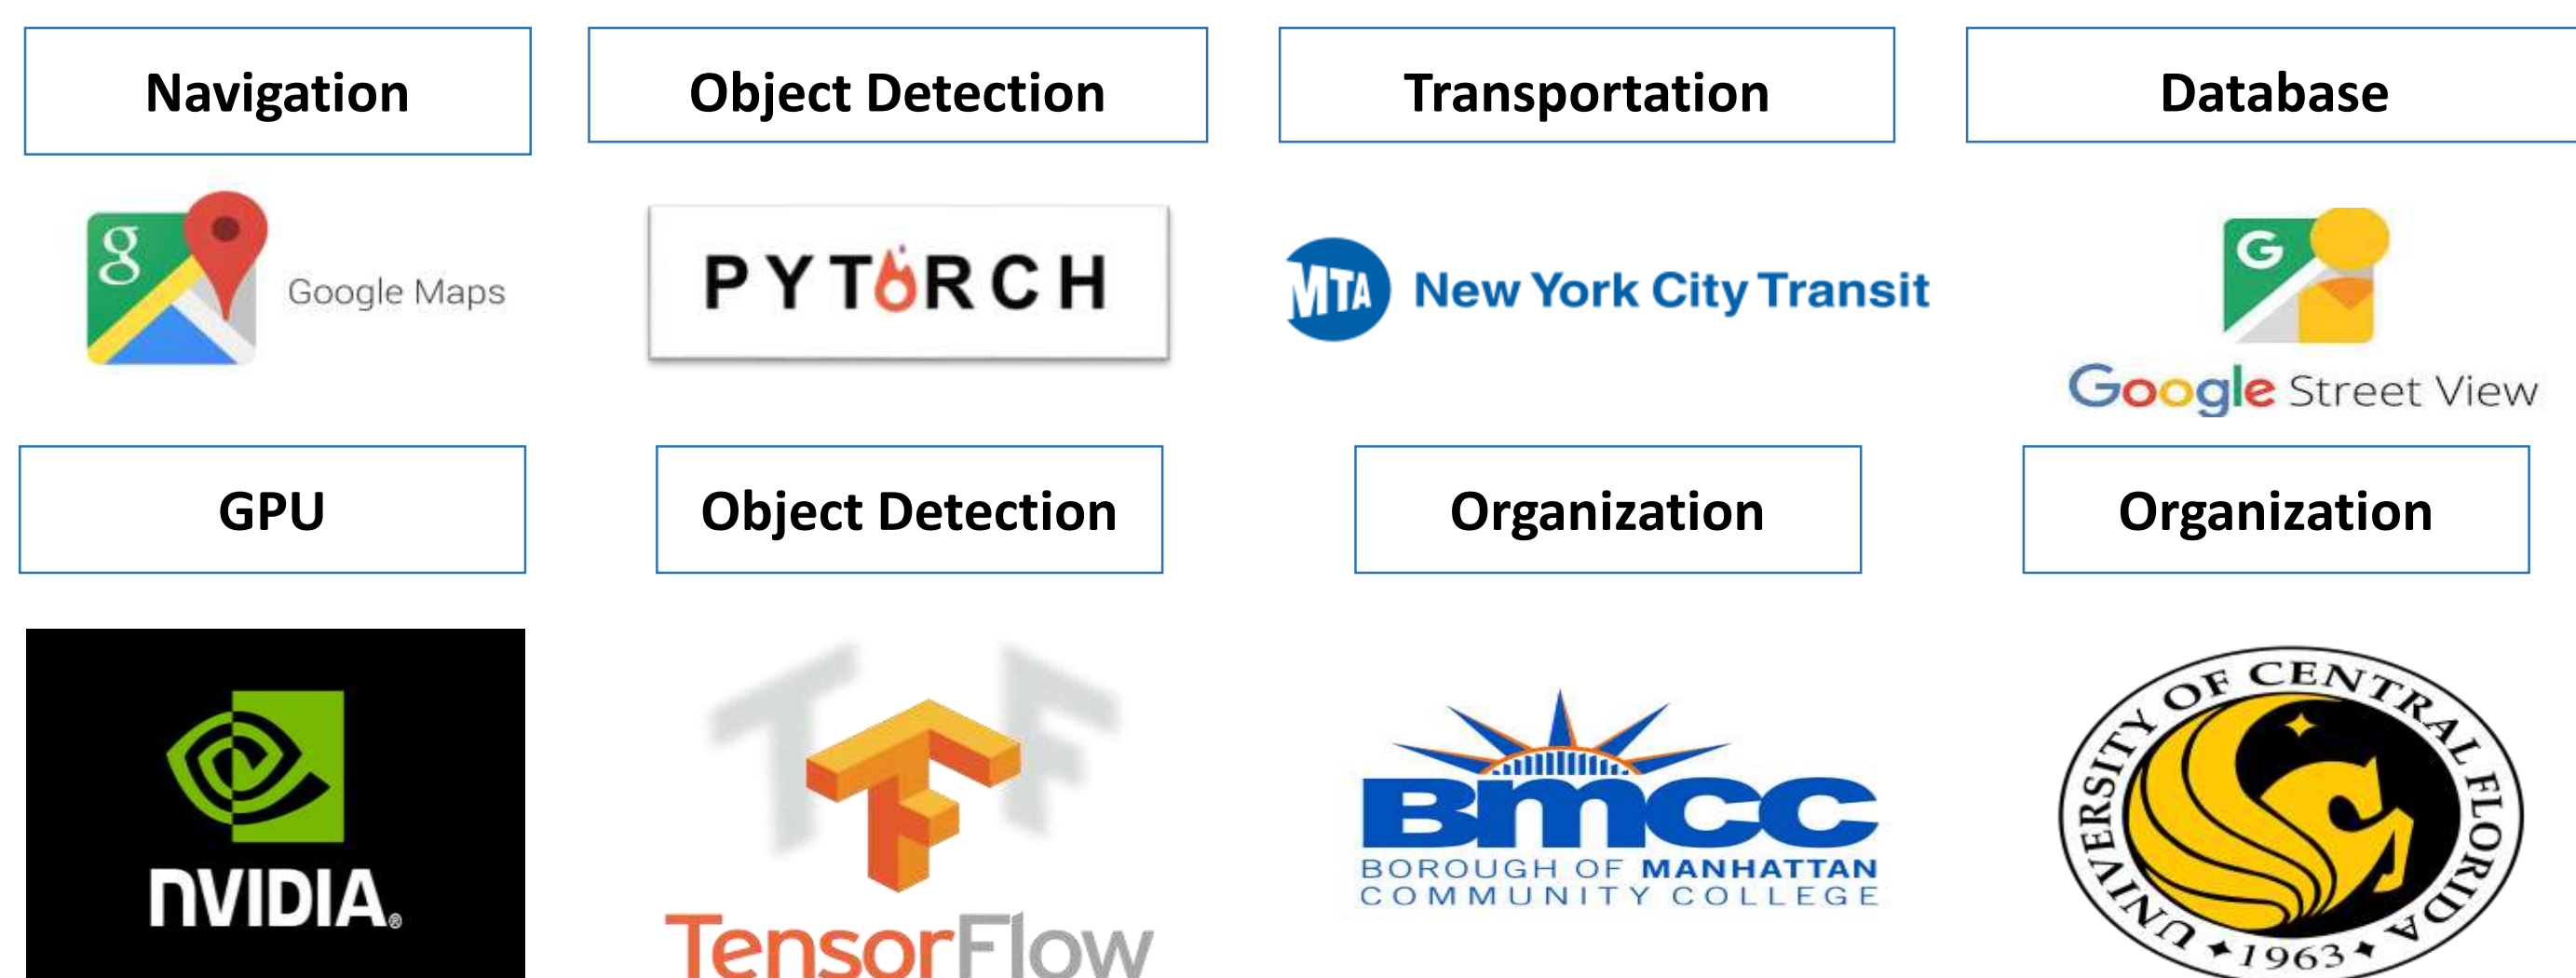 Navigation
Object Detection
Transportation
Database
g
Google Maps
PYTORCH
MTA
New York City Transit
G
Google Street View
GPU
Object Detection
Organization
Organization
NVIDIA®
TF
TensorFlow
BMCC
BOROUGH OF MANHATTAN
COMMUNITY COLLEGE
UNIVERSITY OF CENTRAL FLORIDA
1963